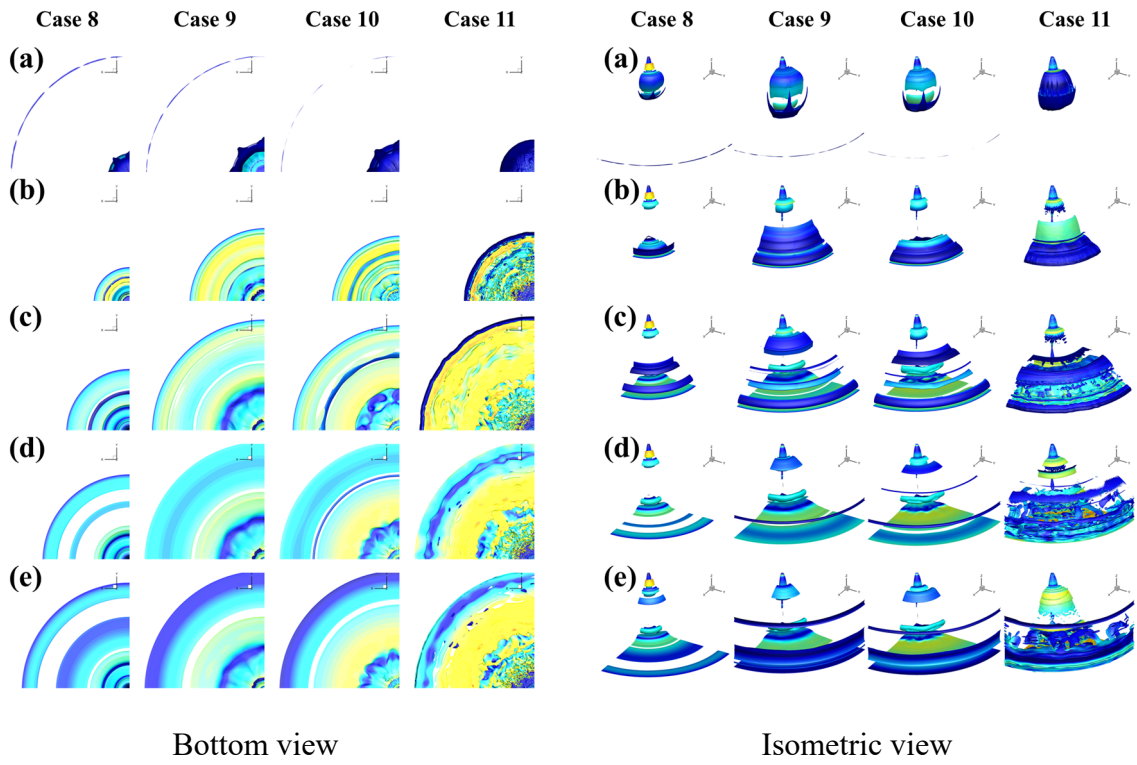 Case 8 Case 9 Case 10 Case 11 Case 8 Case 9 Case 10 Case 11
(a) (a)
(b) (b)
(c) (c)
(d) (d)
(e) (e)
Bottom view Isometric view